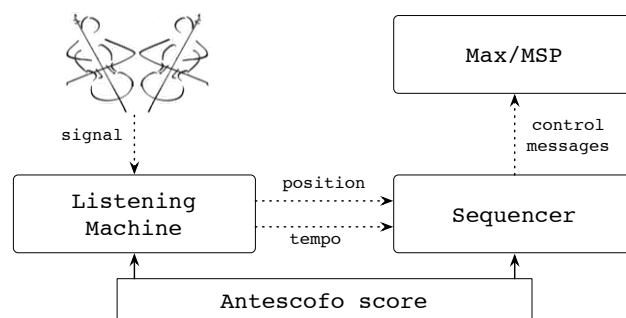 Max/MSP
signal
control
messages
Listening
Machine
position
tempo
Sequencer
Antescofo score